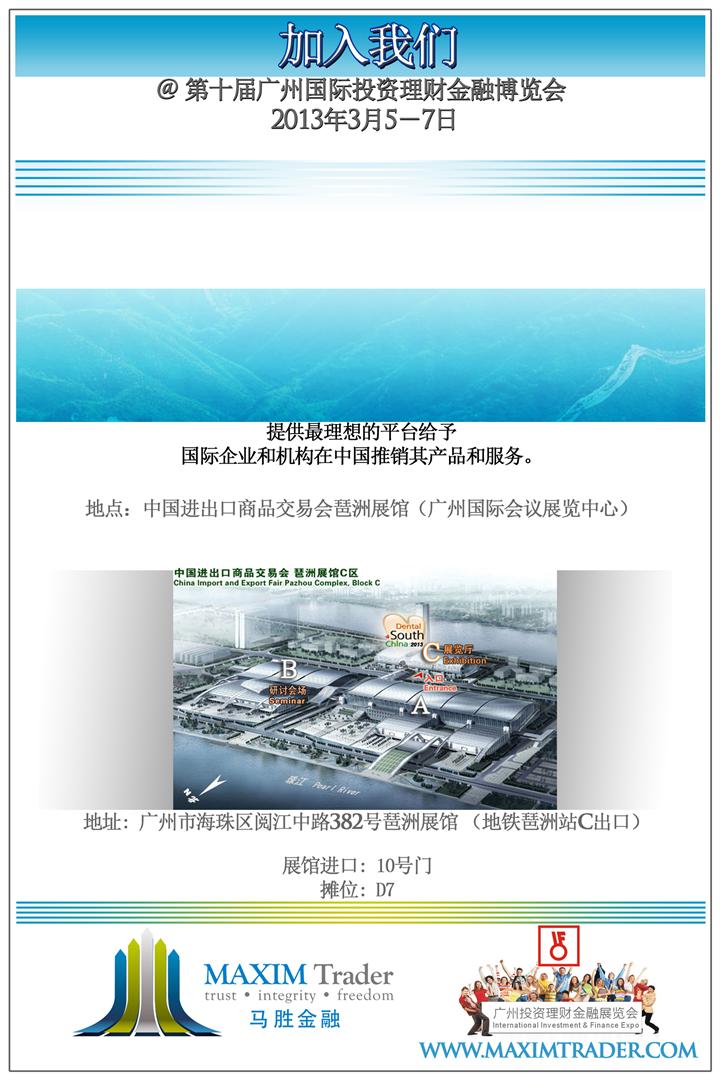 加入我们
@ 第十届广州国际投资理财金融博览会
2013年3月5－7日
提供最理想的平台给予
国际企业和机构在中国推销其产品和服务。
地点：中国进出口商品交易会琶洲展馆（广州国际会议展览中心）
中国进出口商品交易会 琶洲展馆C区
China Import and Export Fair Pazhou Complex, Block C
Dental
South
China 2013
C 展览厅
Exhibition
入口
Entrance
B
研讨会场
Seminar
A
珠江 Pearl River
N
地址：广州市海珠区阅江中路382号琶洲展馆 （地铁琶洲站C出口）
展馆进口：10号门
摊位：D7
MAXIM Trader
trust • integrity • freedom
马胜金融
IF
广州投资理财金融展览会
International Investment & Finance Expo
WWW.MAXIMTRADER.COM